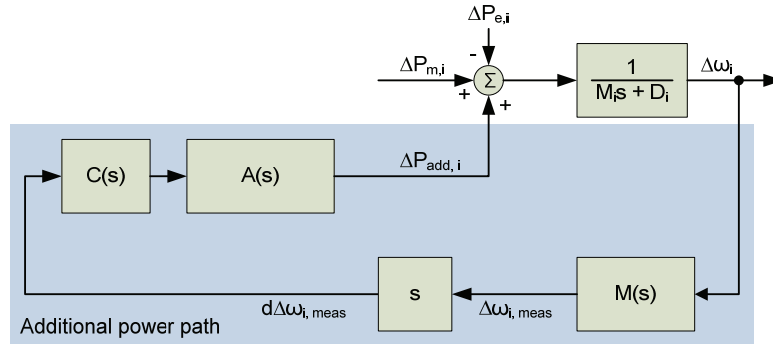 ΔPe,i
-
ΔPm,i
+
Σ
+
1
Mis + Di
Δωi
C(s)
A(s)
ΔPadd, i
s
M(s)
dΔωi, meas
Δωi, meas
Additional power path